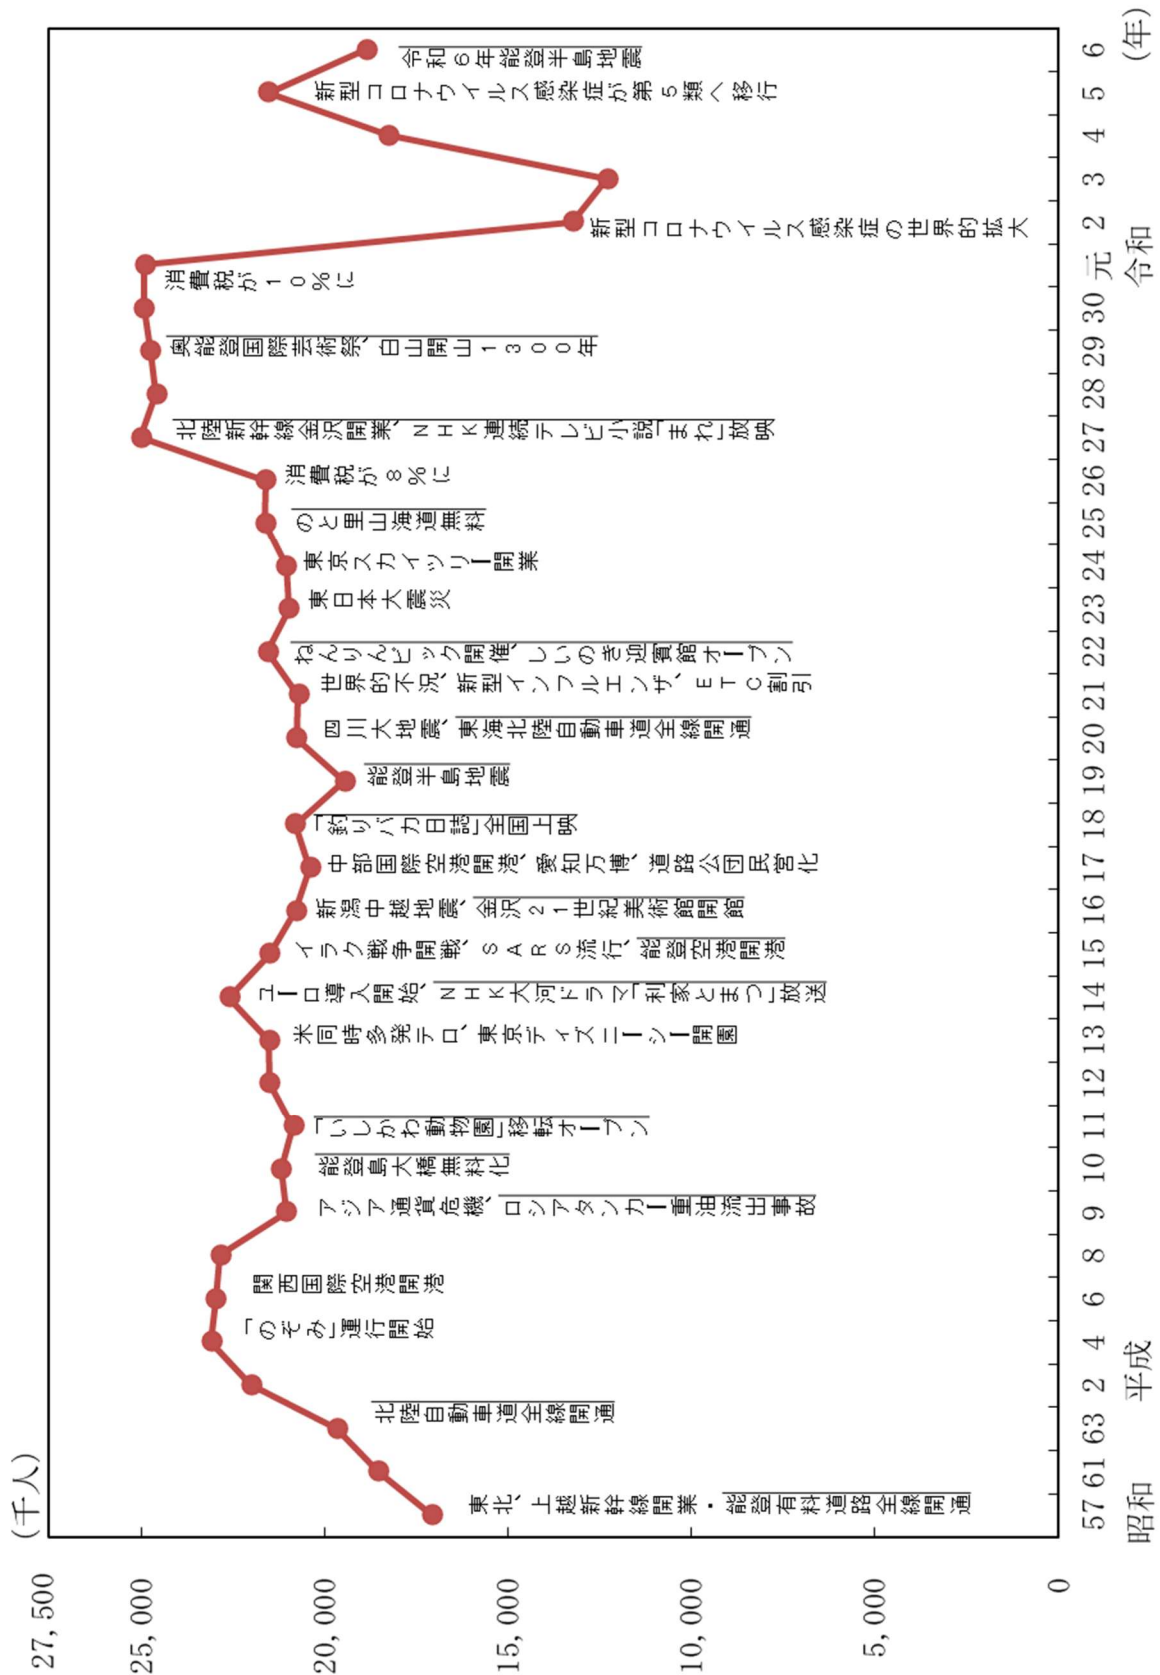 (千人)
27,500
25,000
20,000
15,000
10,000
5,000
0
東北、上越新幹線開業・能登有料道路全線開通
北陸自動車道全線開通
「のぞみ」運行開始
関西国際空港開港
アジア通貨危機、ロシアタンカー重油流出事故
能登島大橋無料化
「いしかわ動物園」移転オープン
米同時多発テロ、東京ディズニーシー開園
ユーロ導入開始、NHK大河ドラマ「利家とまつ」放送
イラク戦争開戦、SARS流行、能登空港開港
新潟中越地震、金沢21世紀美術館開館
中部国際空港開港、愛知万博、道路公団民営化
「釣りバカ日誌」全国上映
能登半島地震
四川大地震、東海北陸自動車道全線開通
世界的不況、新型インフルエンザ、ETC割引
ねんりんピック開催、しいのき迎賓館オープン
東日本大震災
東京スカイツリー開業
のと里山海道無料
消費税が8%に
北陸新幹線金沢開業、NHK連続テレビ小説「まれ」放映
奥能登国際芸術祭、白山開山1300年
消費税が10%に
新型コロナウイルス感染症の世界的拡大
新型コロナウイルス感染症が第5類へ移行
令和6年能登半島地震
57 61 63 2 4 6 8 9 10 11 12 13 14 15 16 17 18 19 20 21 22 23 24 25 26 27 28 29 30 元 2 3 4 5 6 (年)
昭和 平成 令和